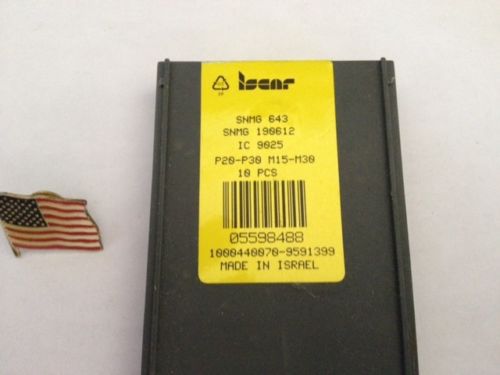 Iscar
SNMG 643
SNMG 190612
IC 9025
P20-P30 M15-M30
10 PCS
05598488
1000440070-9591399
MADE IN ISRAEL